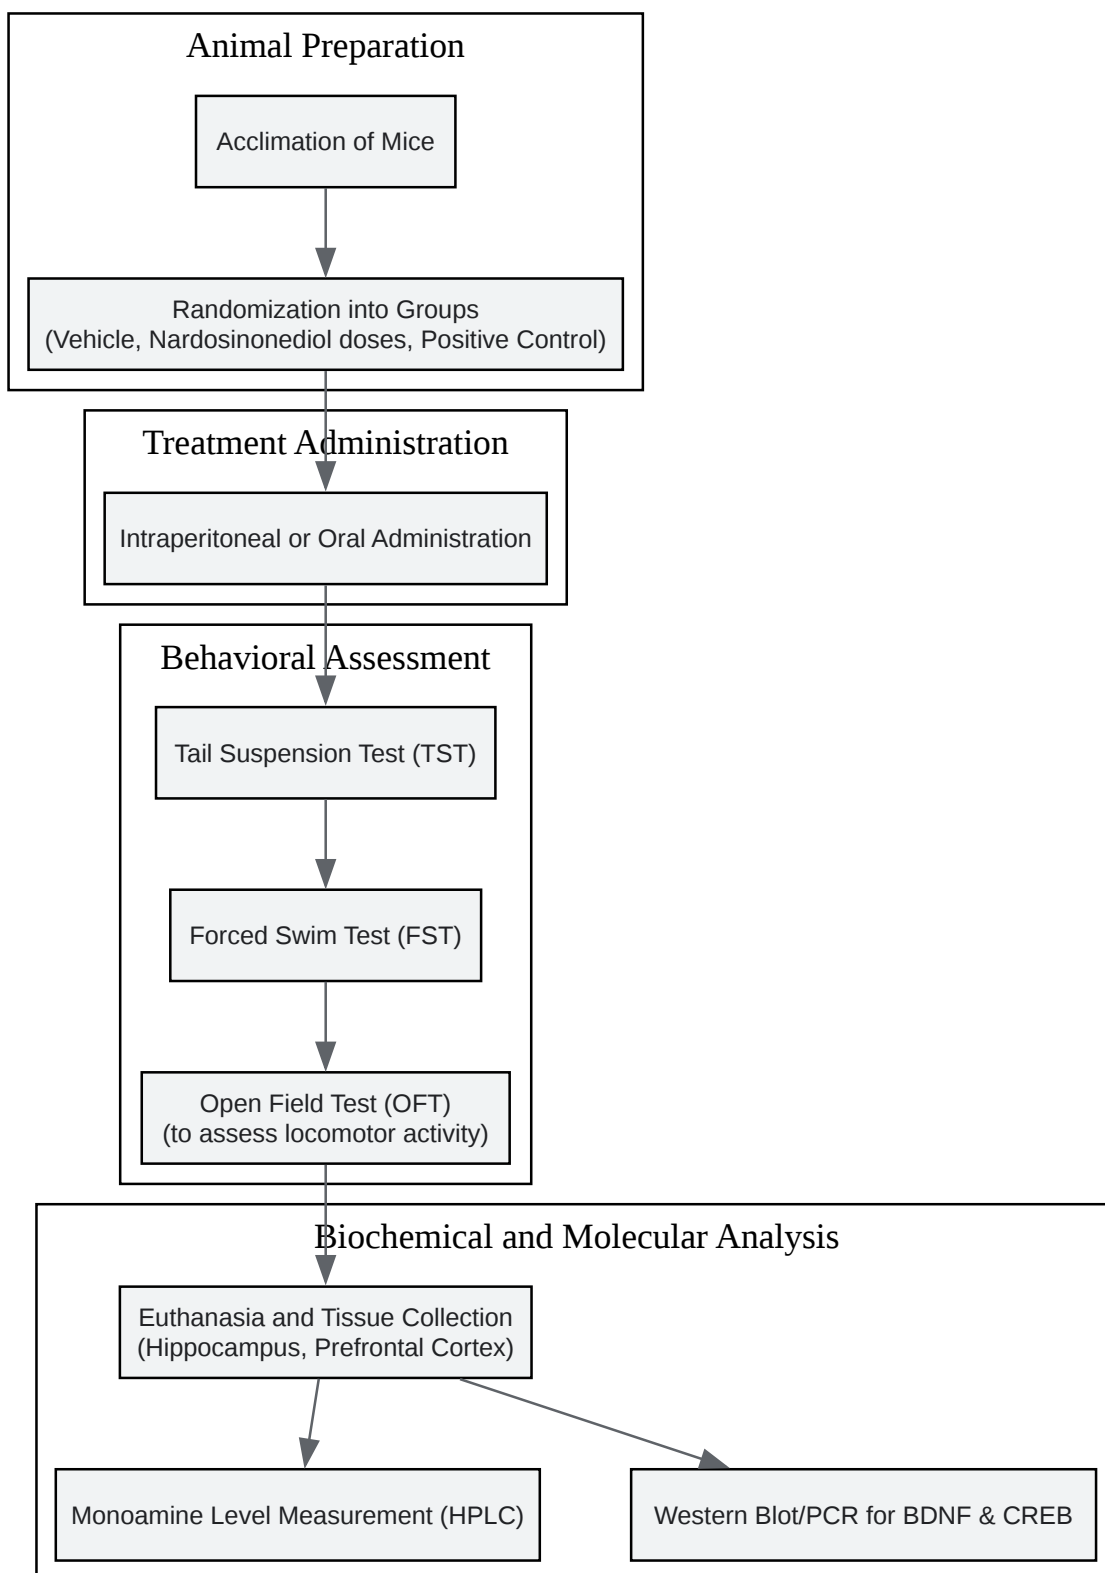 Animal Preparation
Acclimation of Mice
Randomization into Groups
(Vehicle, Nardosinonediol doses, Positive Control)
Treatment Administration
Intraperitoneal or Oral Administration
Behavioral Assessment
Tail Suspension Test (TST)
Forced Swim Test (FST)
Open Field Test (OFT)
(to assess locomotor activity)
Biochemical and Molecular Analysis
Euthanasia and Tissue Collection
(Hippocampus, Prefrontal Cortex)
Monoamine Level Measurement (HPLC)
Western Blot/PCR for BDNF & CREB